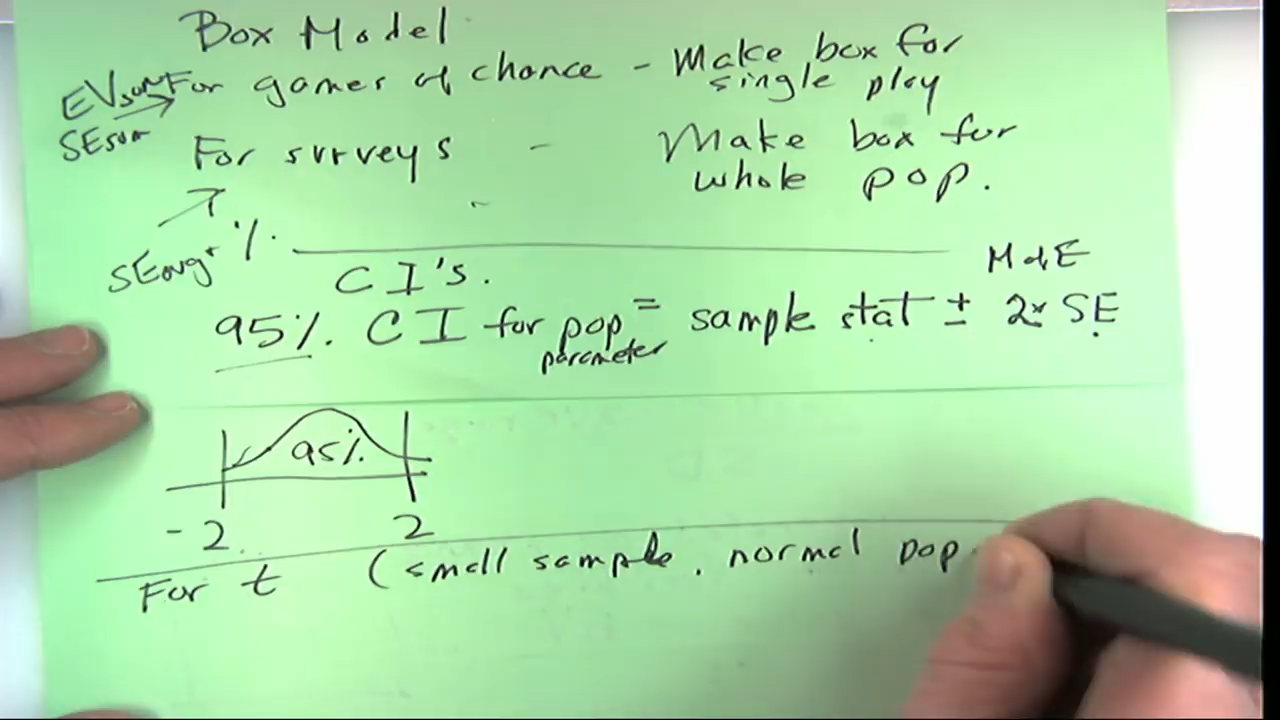 Box Model
EVsum For games of chance - Make box for
single play
SEsum
For surveys - Make box for
whole pop.
SEavg + %
CI's.
MofE
95% CI for pop = sample stat ± 2x SE
parameter
95%
-2 2
For t (small sample, normal pop.